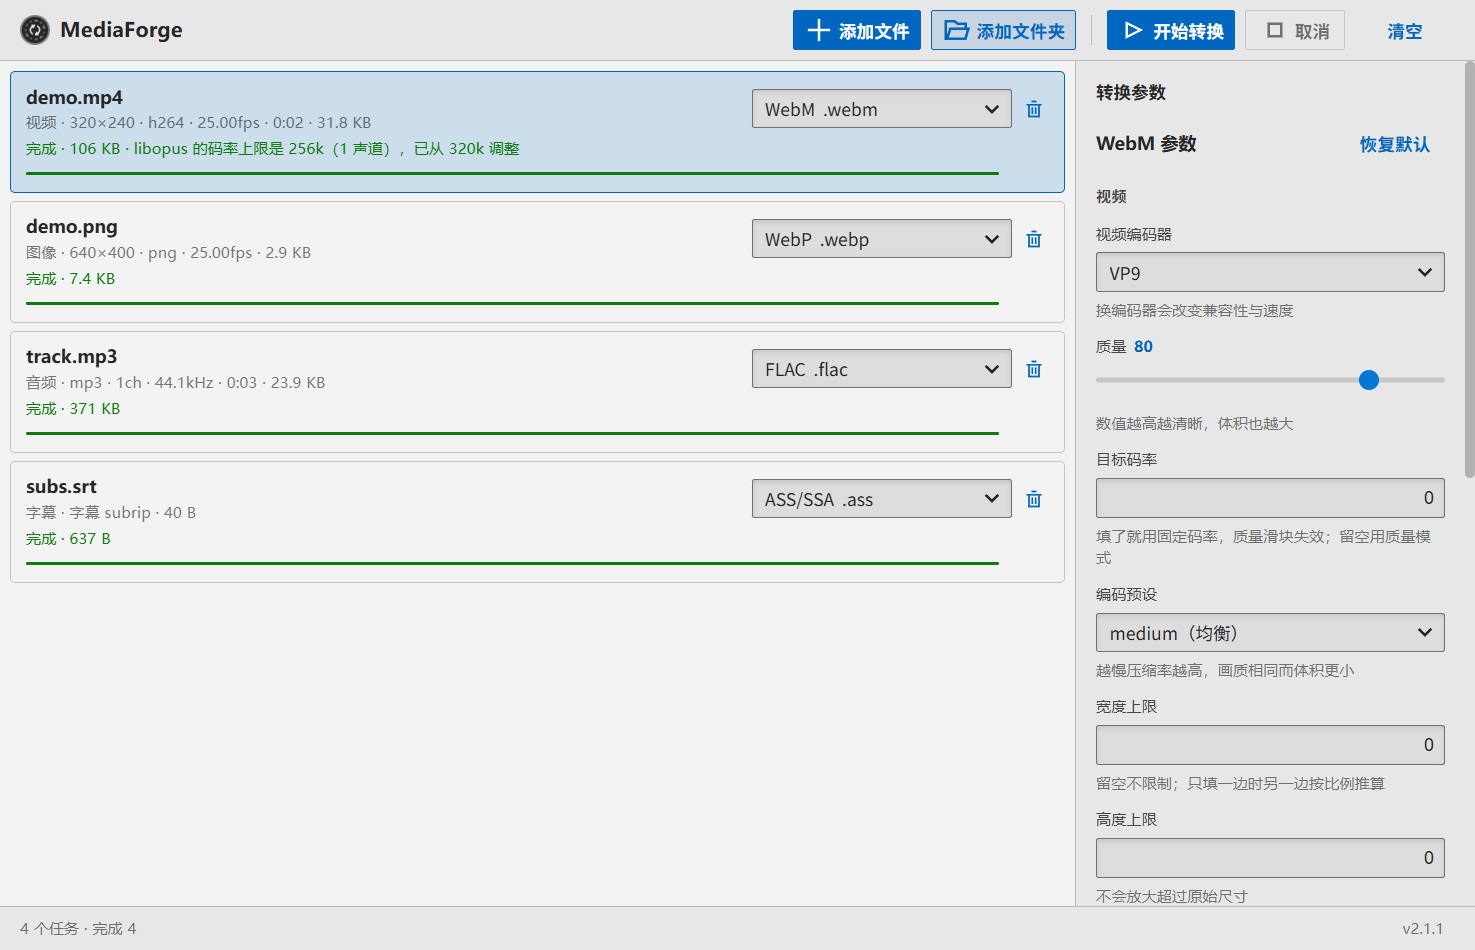 MediaForge
添加文件
添加文件夹
开始转换
取消
清空
demo.mp4
视频 · 320×240 · h264 · 25.00fps · 0:02 · 31.8 KB
完成 · 106 KB · libopus 的码率上限是 256k（1 声道），已从 320k 调整
WebM .webm
demo.png
图像 · 640×400 · png · 25.00fps · 2.9 KB
完成 · 7.4 KB
WebP .webp
track.mp3
音频 · mp3 · 1ch · 44.1kHz · 0:03 · 23.9 KB
完成 · 371 KB
FLAC .flac
subs.srt
字幕 · 字幕 subrip · 40 B
完成 · 637 B
ASS/SSA .ass
转换参数
WebM 参数
恢复默认
视频
视频编码器
VP9
换编码器会改变兼容性与速度
质量 80
数值越高越清晰，体积也越大
目标码率
0
填了就用固定码率，质量滑块失效；留空用质量模
式
编码预设
medium（均衡）
越慢压缩率越高，画质相同而体积更小
宽度上限
0
留空不限制；只填一边时另一边按比例推算
高度上限
0
不会放大超过原始尺寸
4 个任务 · 完成 4
v2.1.1